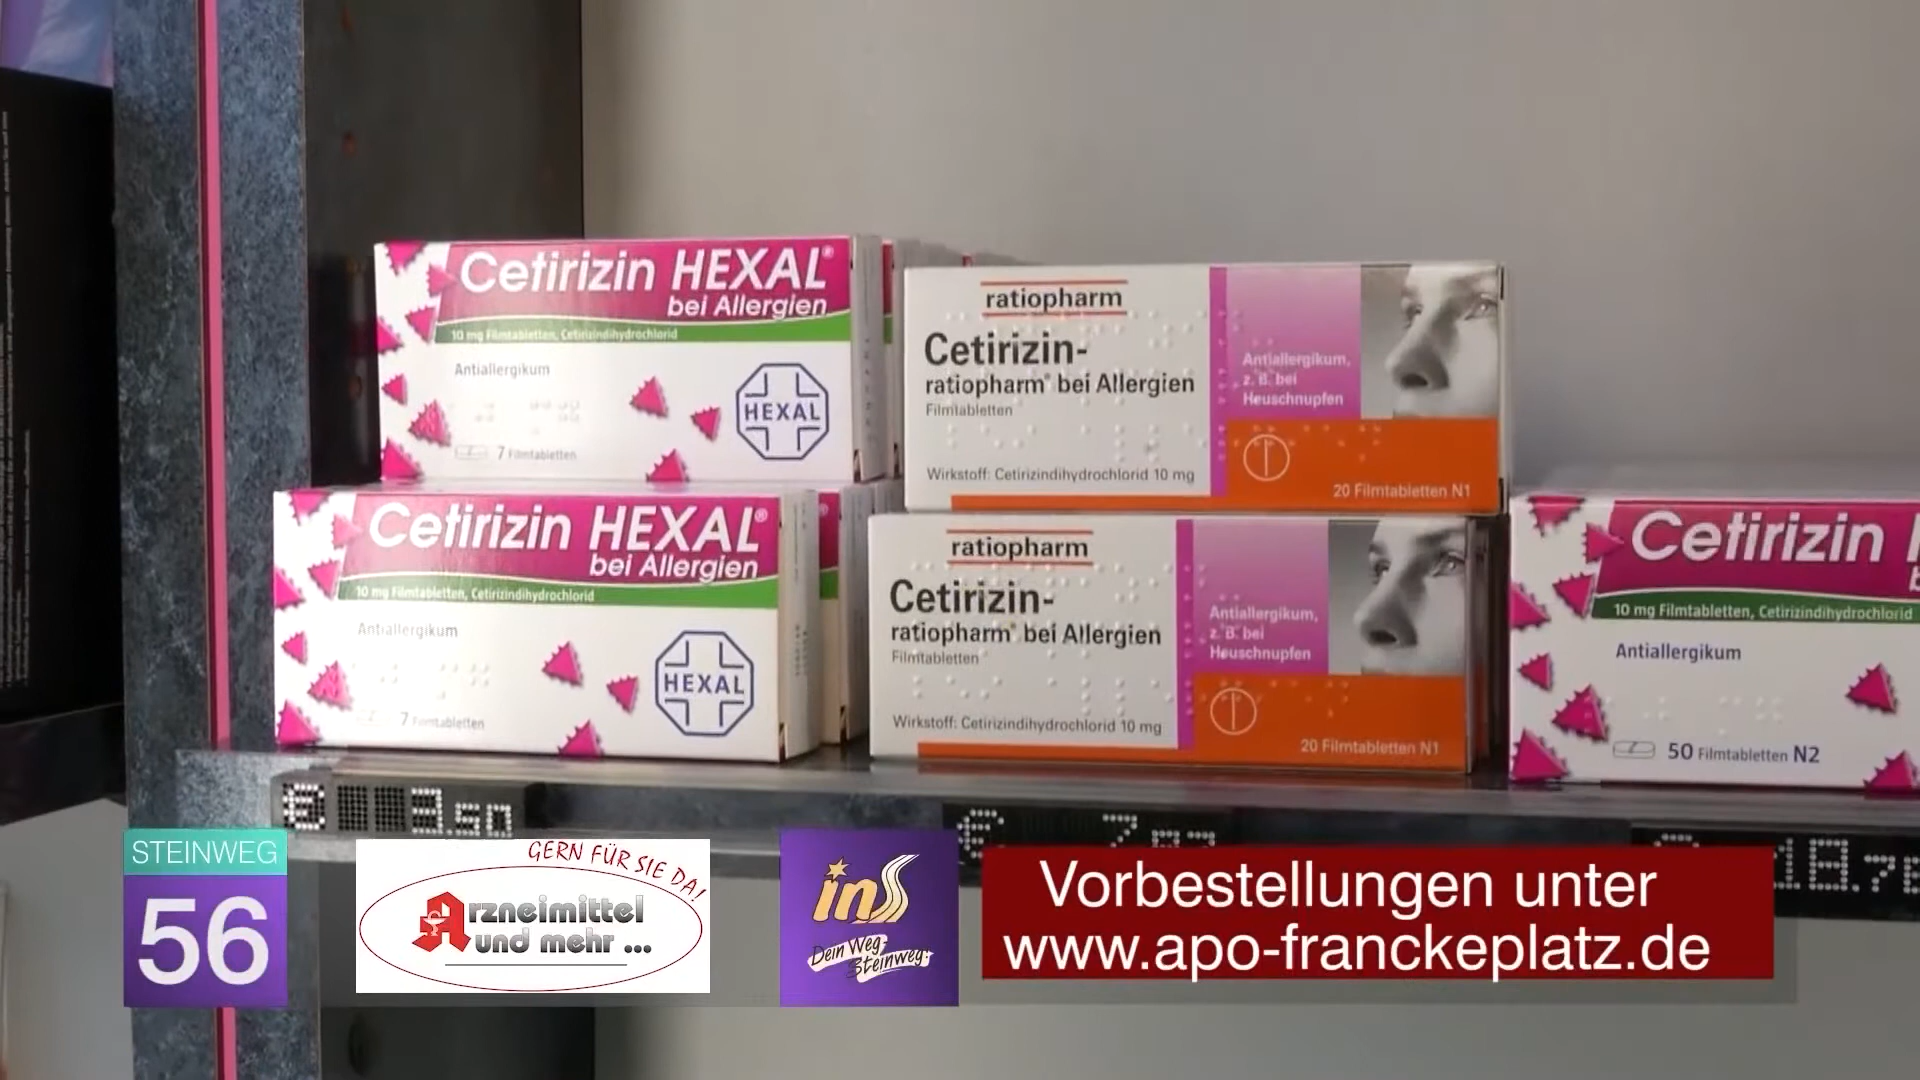 Cetirizin HEXAL®
bei Allergien
10 mg Filmtabletten, Cetirizindihydrochlorid
Antiallergikum
HEXAL
7 Filmtabletten
ratiopharm
Cetirizin-
ratiopharm® bei Allergien
Filmtabletten
Wirkstoff: Cetirizindihydrochlorid 10 mg
Antiallergikum,
z.B. bei
Heuschnupfen
20 Filmtabletten N1
Cetirizin HEXAL®
bei Allergien
10 mg Filmtabletten, Cetirizindihydrochlorid
Antiallergikum
HEXAL
7 Filmtabletten
ratiopharm
Cetirizin-
ratiopharm® bei Allergien
Filmtabletten
Wirkstoff: Cetirizindihydrochlorid 10 mg
Antiallergikum,
z.B. bei
Heuschnupfen
20 Filmtabletten N1
Cetirizin
10 mg Filmtabletten, Cetirizindihydrochlorid
Antiallergikum
50 Filmtabletten N2
€ 3.50
€
18.78
STEINWEG
56
GERN FÜR SIE DA!
Arzneimittel
und mehr ...
inS
Dein Weg-
Steinweg!
Vorbestellungen unter
www.apo-franckeplatz.de